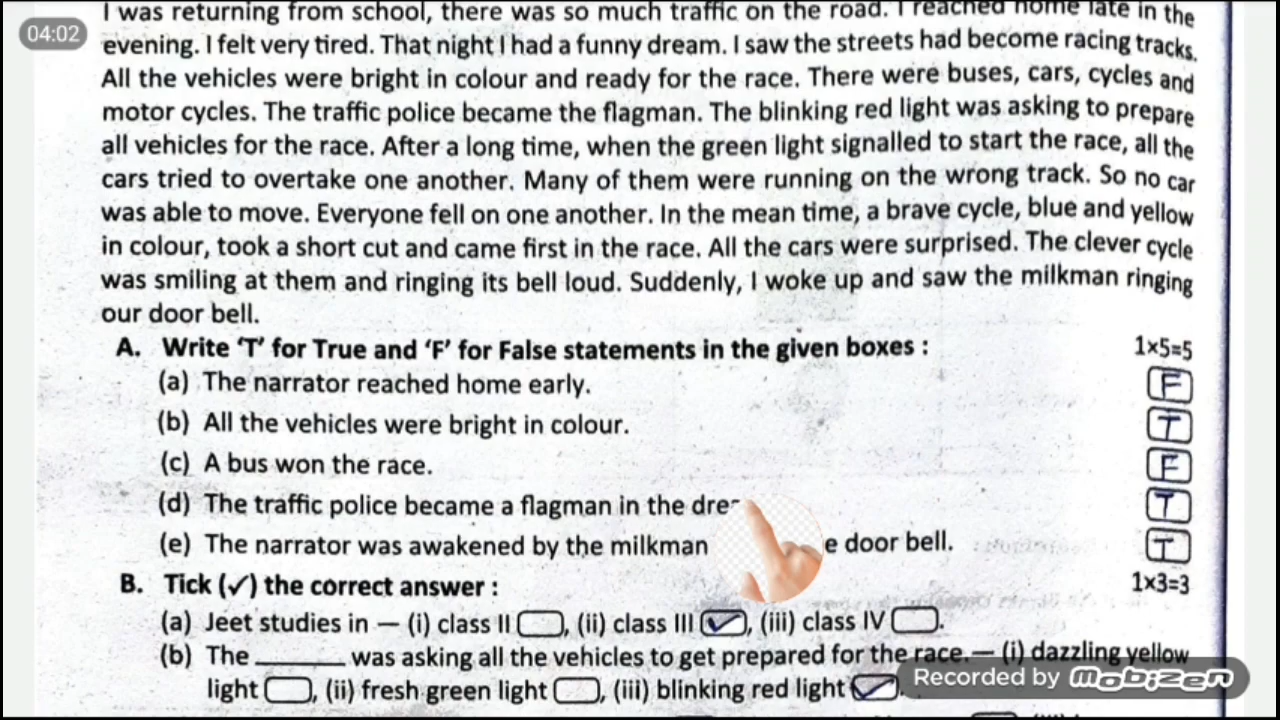 04:02
I was returning from school, there was so much traffic on the road. I reached home late in the
evening. I felt very tired. That night I had a funny dream. I saw the streets had become racing tracks.
All the vehicles were bright in colour and ready for the race. There were buses, cars, cycles and
motor cycles. The traffic police became the flagman. The blinking red light was asking to prepare
all vehicles for the race. After a long time, when the green light signalled to start the race, all the
cars tried to overtake one another. Many of them were running on the wrong track. So no car
was able to move. Everyone fell on one another. In the mean time, a brave cycle, blue and yellow
in colour, took a short cut and came first in the race. All the cars were surprised. The clever cycle
was smiling at them and ringing its bell loud. Suddenly, I woke up and saw the milkman ringing
our door bell.
A. Write 'T' for True and 'F' for False statements in the given boxes : 1×5=5
(a) The narrator reached home early. F
(b) All the vehicles were bright in colour. T
(c) A bus won the race. F
(d) The traffic police became a flagman in the T
(e) The narrator was awakened by the milkman door bell. T
B. Tick (✓) the correct answer : 1×3=3
(a) Jeet studies in — (i) class II , (ii) class III ✓, (iii) class IV .
(b) The ______ was asking all the vehicles to get prepared for the race.— (i) dazzling yellow
light , (ii) fresh green light , (iii) blinking red light ✓.
Recorded by mobizen